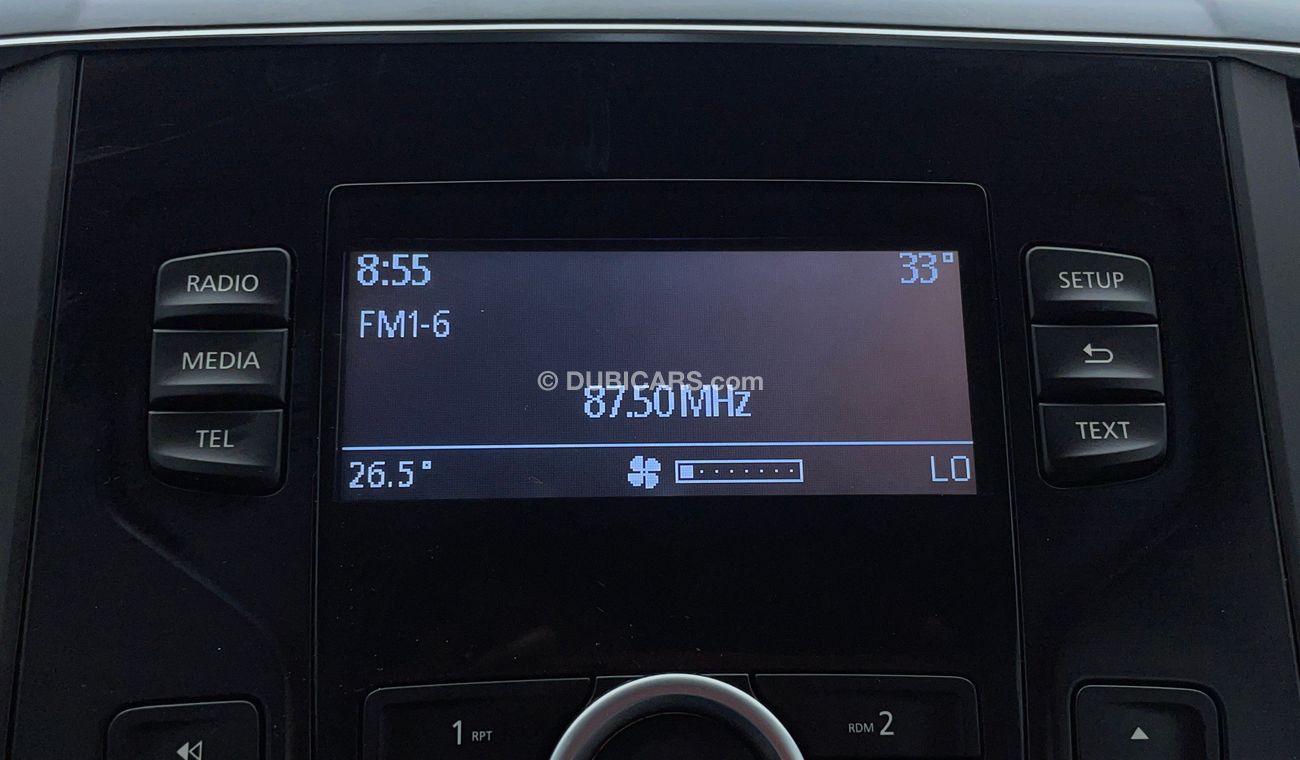 8:55 33°
FM1-6
© DUBICARS.com
87.50 MHz
26.5° LO
RADIO
MEDIA
TEL
SETUP
TEXT
1 RPT
RDM 2